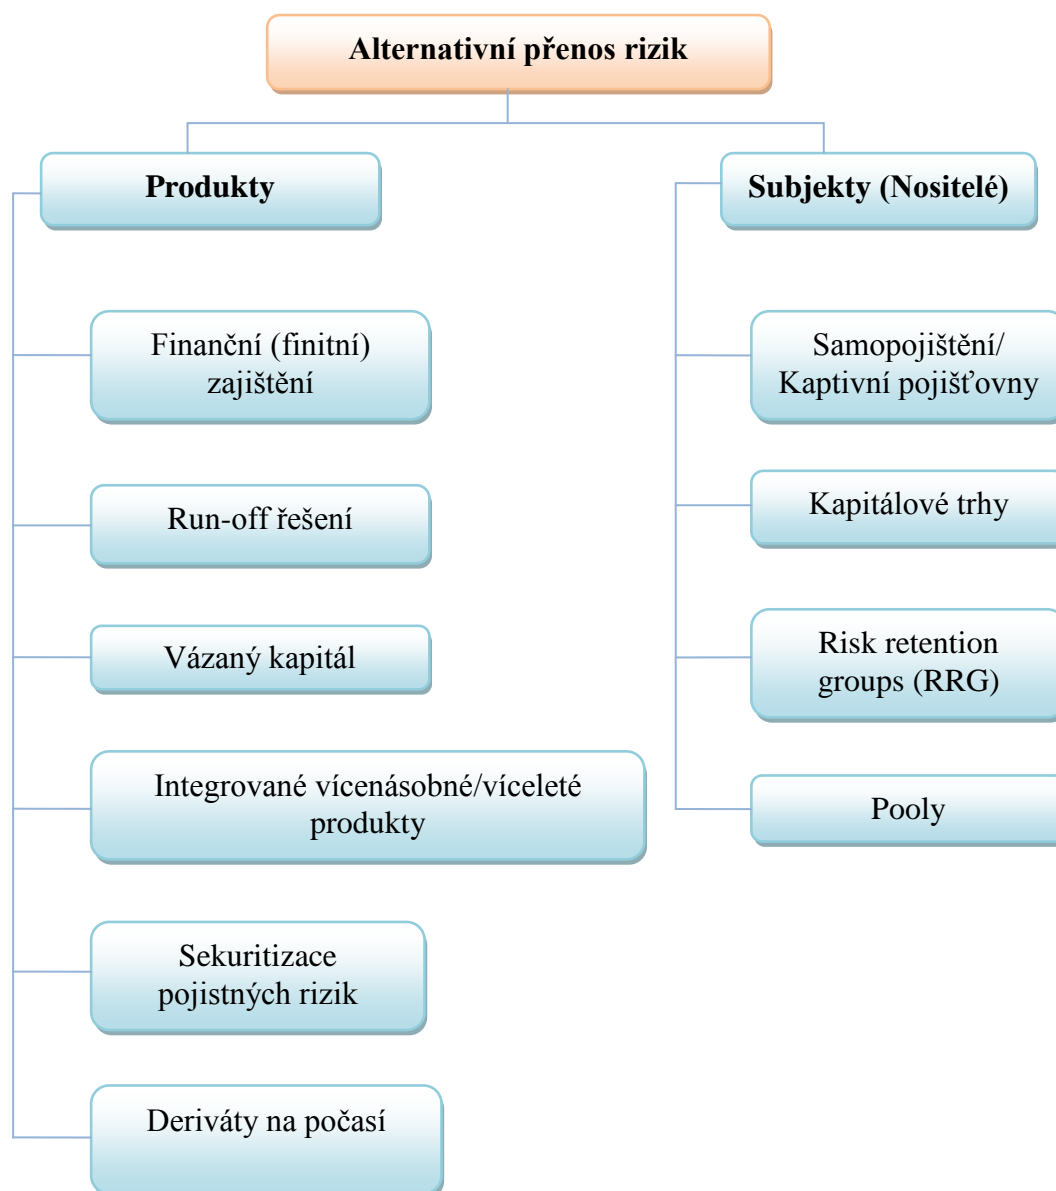 Alternativní přenos rizik
Produkty
Subjekty (Nositelé)
Finanční (finitní)
zajištění
Run-off řešení
Vázaný kapitál
Integrované vícenásobné/víceleté
produkty
Sekuritizace
pojistných rizik
Deriváty na počasí
Samopojištění/
Kaptivní pojišťovny
Kapitálové trhy
Risk retention
groups (RRG)
Pooly